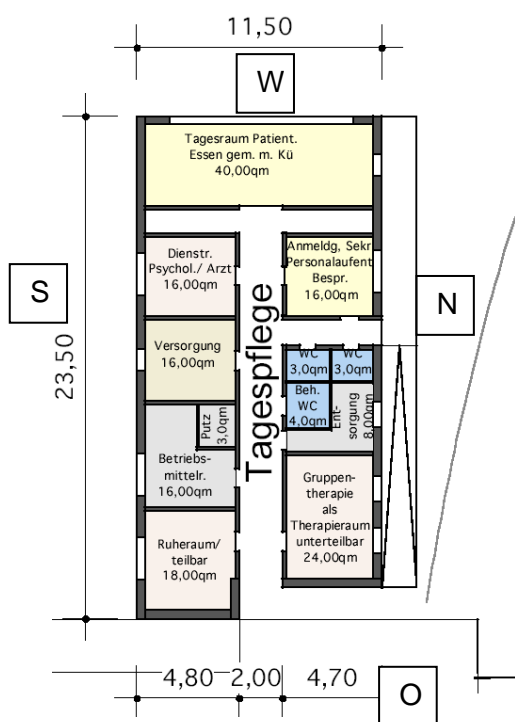 11,50
W
Tagesraum Patient.
Essen gem. m. Kü
40,00qm
Dienstr.
Psychol./ Arzt
16,00qm
Anmeldg, Sekr
Personalaufent
Bespr.
16,00qm
S
N
23,50
Versorgung
16,00qm
Tagespflege
WC
3,0qm
WC
3,0qm
Beh.
WC
4,0qm
Ent-
sorgung
8,00qm
Putz
3,0qm
Betriebs-
mittelr.
16,00qm
Gruppen-
therapie
als
Therapieraum
unterteilbar
24,00qm
Ruheraum/
teilbar
18,00qm
4,80
2,00
4,70
O